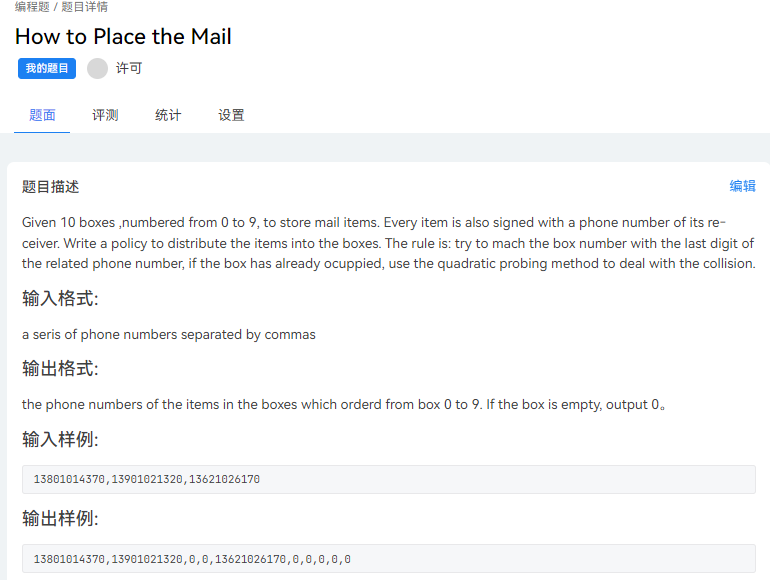 编程题 / 题目详情
How to Place the Mail
我的题目 许可
题面 评测 统计 设置
题目描述 编辑
Given 10 boxes ,numbered from 0 to 9, to store mail items. Every item is also signed with a phone number of its re-
ceiver. Write a policy to distribute the items into the boxes. The rule is: try to mach the box number with the last digit of
the related phone number, if the box has already ocuppied, use the quadratic probing method to deal with the collision.
输入格式:
a seris of phone numbers separated by commas
输出格式:
the phone numbers of the items in the boxes which orderd from box 0 to 9. If the box is empty, output 0。
输入样例:
13801014370,13901021320,13621026170
输出样例:
13801014370,13901021320,0,0,13621026170,0,0,0,0,0